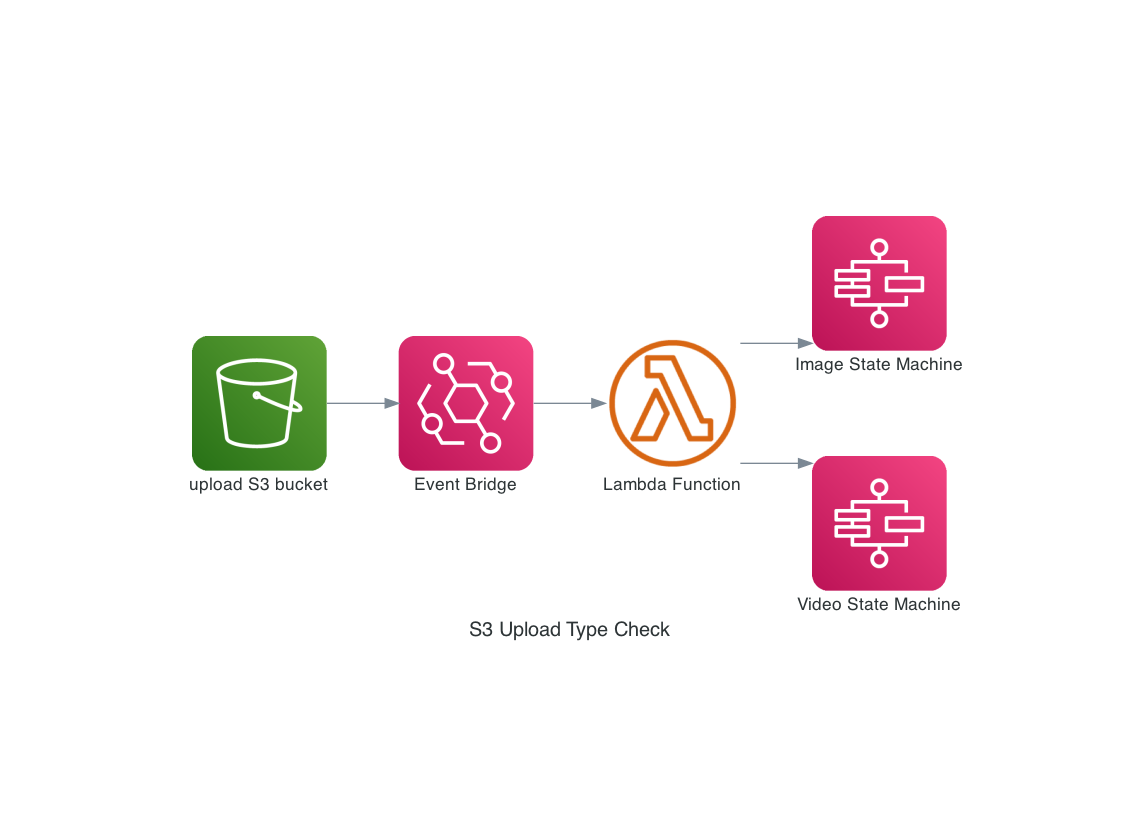 Image State Machine
upload S3 bucket
Event Bridge
Lambda Function
Video State Machine
S3 Upload Type Check